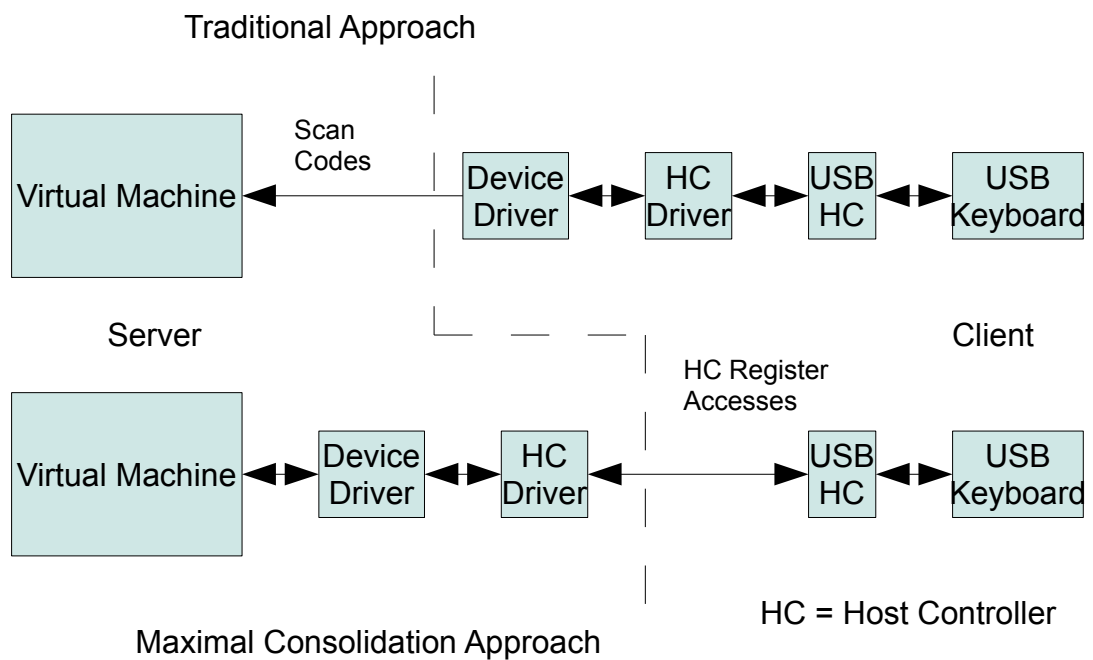 Traditional Approach
Scan
Codes
Virtual Machine
Device
Driver
HC
Driver
USB
HC
USB
Keyboard
Server
Client
HC Register
Accesses
Virtual Machine
Device
Driver
HC
Driver
USB
HC
USB
Keyboard
HC = Host Controller
Maximal Consolidation Approach